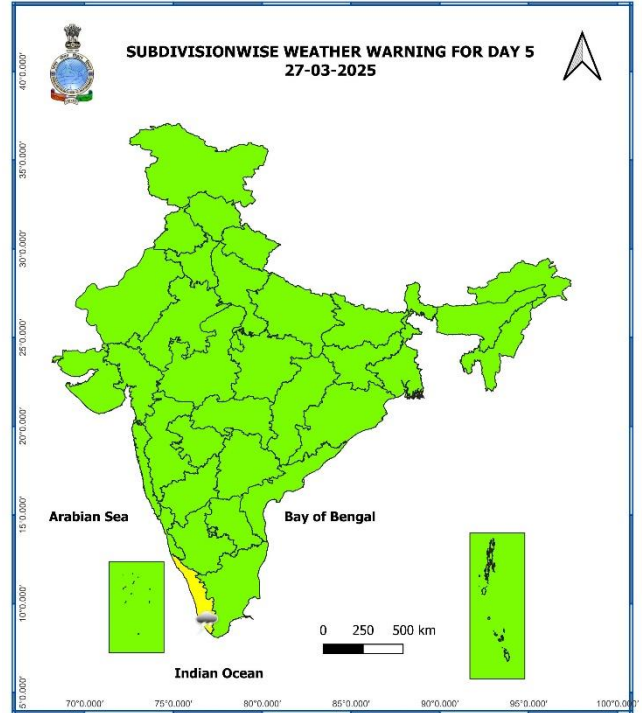 SUBDIVISIONWISE WEATHER WARNING FOR DAY 5
27-03-2025
40°0.000'
35°0.000'
30°0.000'
25°0.000'
20°0.000'
15°0.000'
10°0.000'
5°0.000'
Arabian Sea
Bay of Bengal
0 250 500 km
Indian Ocean
70°0.000' 75°0.000' 80°0.000' 85°0.000' 90°0.000' 95°0.000' 100°0.000'